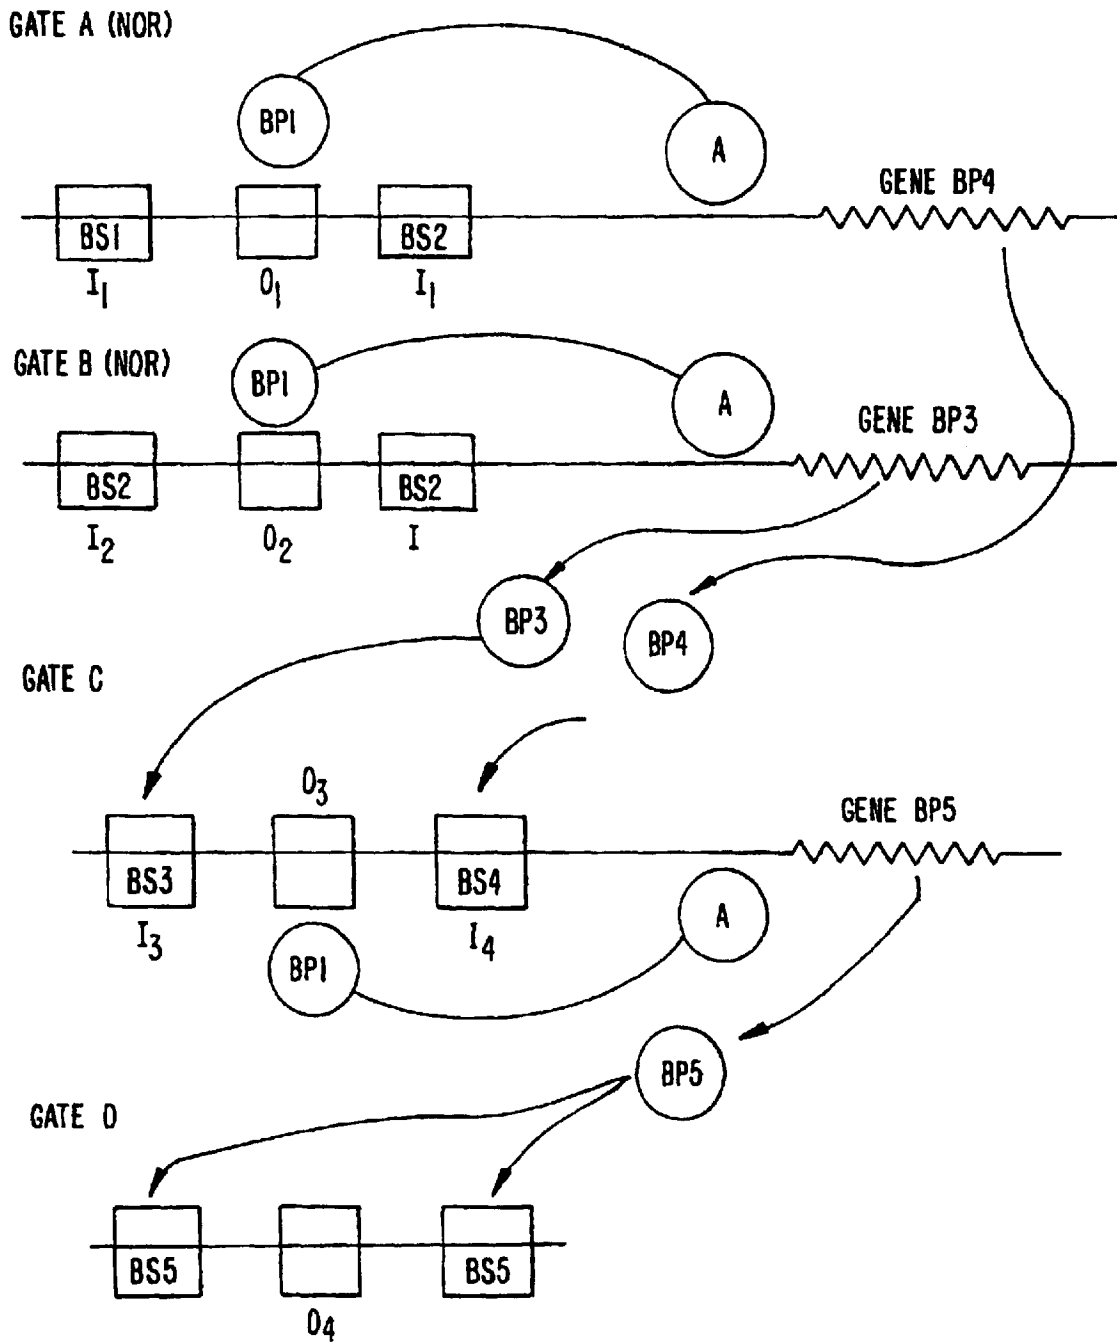 GATE A (NOR)
BP1
A
GENE BP4
BS1
BS2
I1
O1
I1
GATE B (NOR)
BP1
A
GENE BP3
BS2
BS2
I2
O2
I
BP3
BP4
GATE C
O3
GENE BP5
BS3
BS4
A
I3
I4
BP1
BP5
GATE D
BS5
BS5
O4